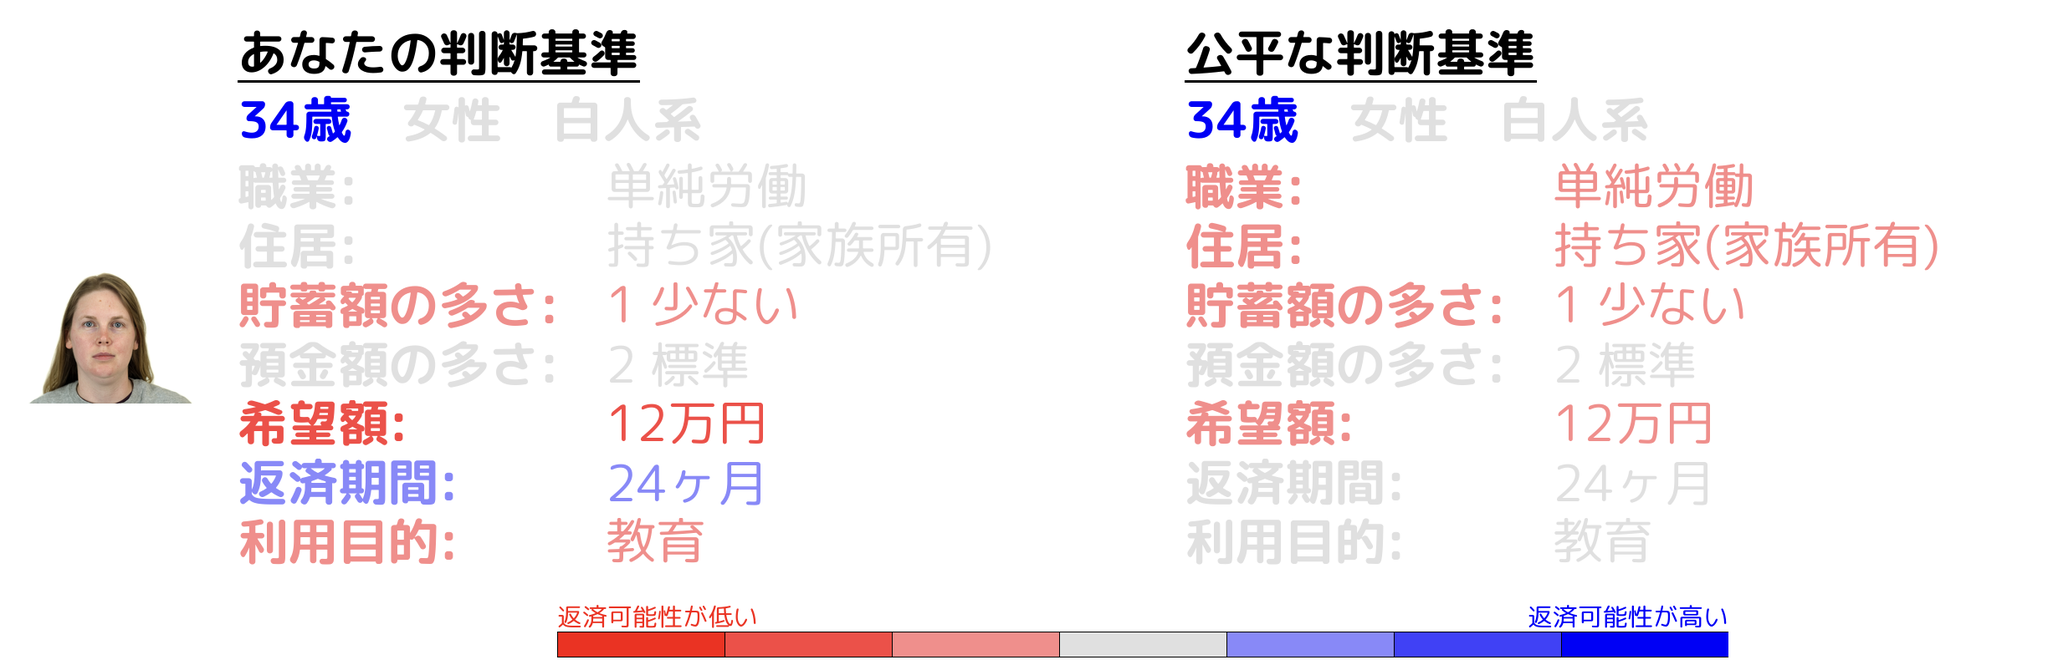 あなたの判断基準
34歳 女性 白人系
職業: 単純労働
住居: 持ち家(家族所有)
貯蓄額の多さ: 1 少ない
預金額の多さ: 2 標準
希望額: 12万円
返済期間: 24ヶ月
利用目的: 教育
公平な判断基準
34歳 女性 白人系
職業: 単純労働
住居: 持ち家(家族所有)
貯蓄額の多さ: 1 少ない
預金額の多さ: 2 標準
希望額: 12万円
返済期間: 24ヶ月
利用目的: 教育
返済可能性が低い
返済可能性が高い